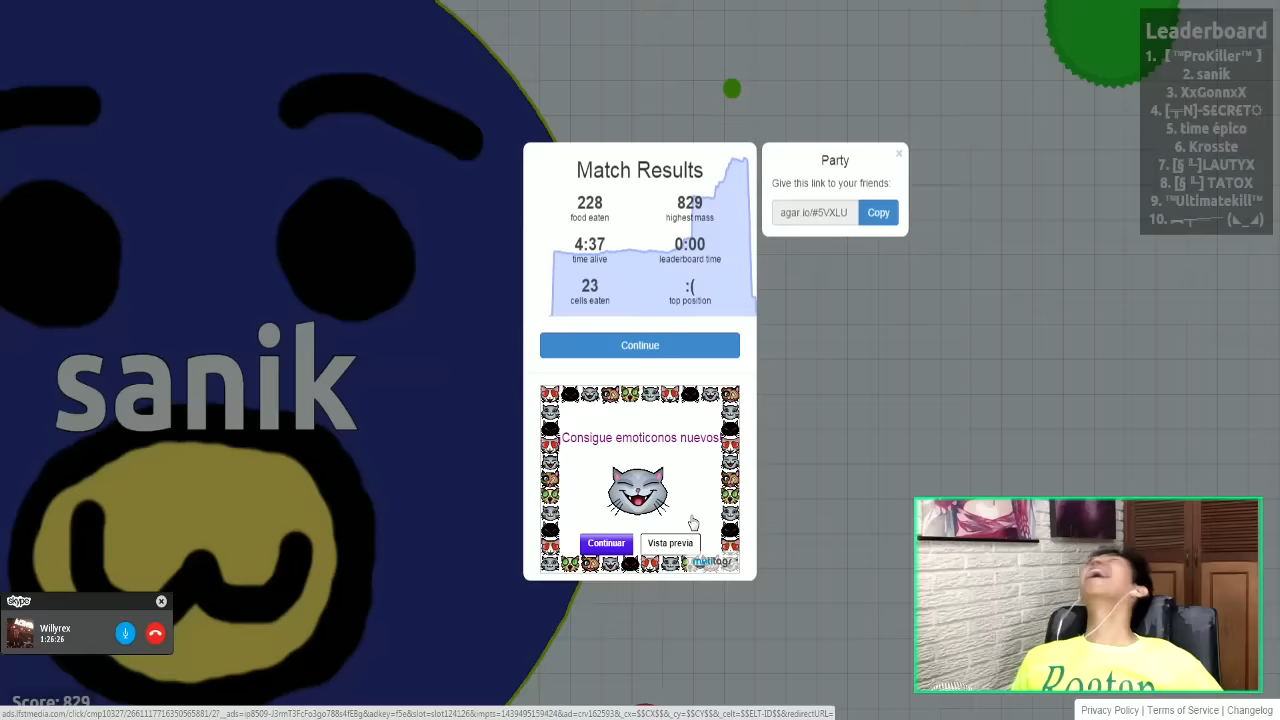 Leaderboard
1. [ ™ProKiller™ ]
2. sanik
3. XxGonnxX
5. time épico
6. Krosste
7. [§ ╚]LAUTYX
8. [§ ╚] TATOX
9. ™Ultimatekill™
10.
Match Results
228
food eaten
829
highest mass
4:37
time alive
0:00
leaderboard time
23
cells eaten
:(
top position
Continue
Party
×
Give this link to your friends:
agar.io/#5VXLU
Copy
sanik
¡Consigue emoticonos nuevos!
Continuar
Vista previa
skype
Willyrex
1:26:26
Score: 829
Roatan
Privacy Policy | Terms of Service | Changelog